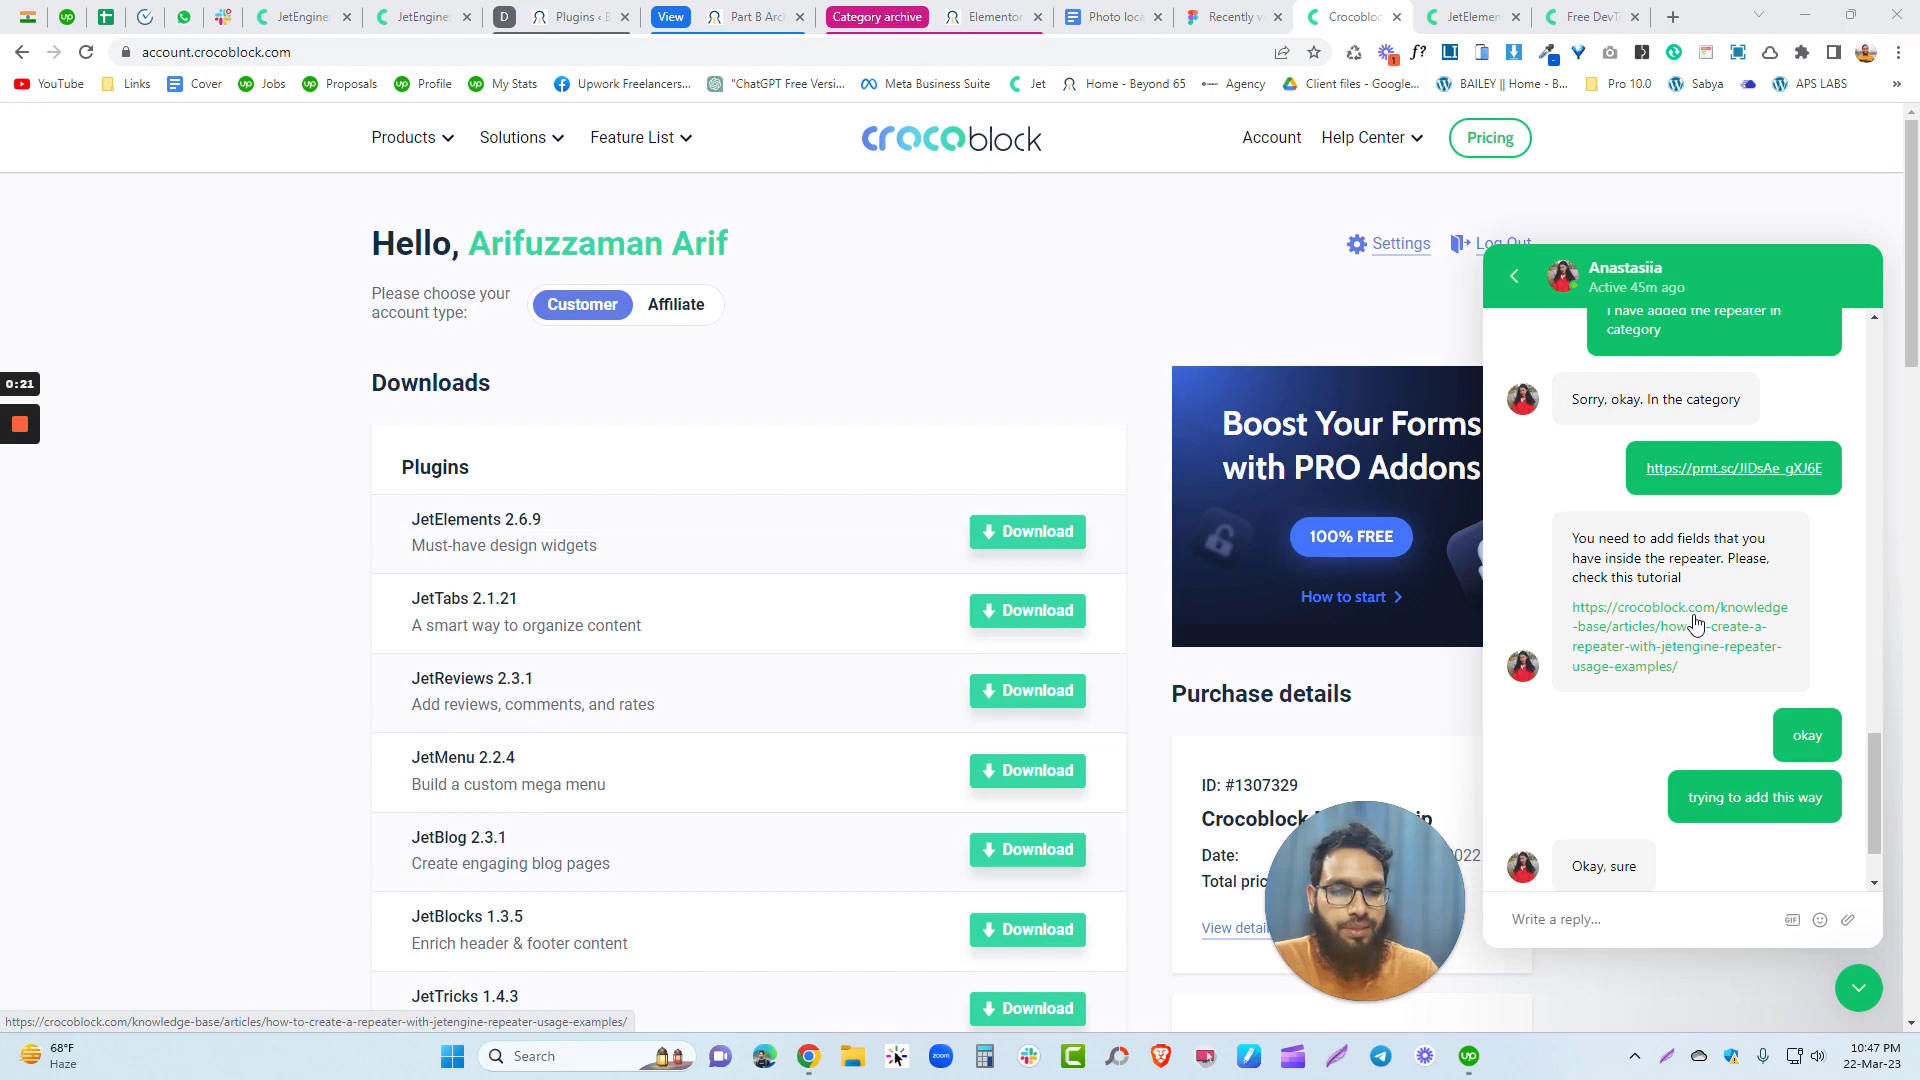 JetEngine:
JetEngine:
D
Plugins ‹ B
View
Part B Arc
Category archive
Elementor
Photo loca
Recently v
Crocobloc
JetElemen
Free DevTo
account.crocoblock.com
YouTube
Links
Cover
Jobs
Proposals
Profile
My Stats
Upwork Freelancers...
"ChatGPT Free Versi...
Meta Business Suite
Jet
Home - Beyond 65
Agency
Client files - Google...
BAILEY || Home - B...
Pro 10.0
Sabya
APS LABS
»
Products
Solutions
Feature List
crocoblock
Account
Help Center
Pricing
Hello, Arifuzzaman Arif
Settings
Log Out
Please choose your
account type:
Customer
Affiliate
0:21
Downloads
Plugins
JetElements 2.6.9
Must-have design widgets
Download
JetTabs 2.1.21
A smart way to organize content
Download
JetReviews 2.3.1
Add reviews, comments, and rates
Download
JetMenu 2.2.4
Build a custom mega menu
Download
JetBlog 2.3.1
Create engaging blog pages
Download
JetBlocks 1.3.5
Enrich header & footer content
Download
JetTricks 1.4.3
Download
Boost Your Forms
with PRO Addons
100% FREE
How to start
Purchase details
ID: #1307329
Crocoblock
Date:
2022
Total pric
View detail
Anastasiia
Active 45m ago
I have added the repeater in
category
Sorry, okay. In the category
https://prnt.sc/JIDsAe_gXJ6E
You need to add fields that you
have inside the repeater. Please,
check this tutorial
https://crocoblock.com/knowledge
-base/articles/how-create-a-
repeater-with-jetengine-repeater-
usage-examples/
okay
trying to add this way
Okay, sure
Write a reply...
GIF
https://crocoblock.com/knowledge-base/articles/how-to-create-a-repeater-with-jetengine-repeater-usage-examples/
68°F
Haze
Search
zoom
10:47 PM
22-Mar-23